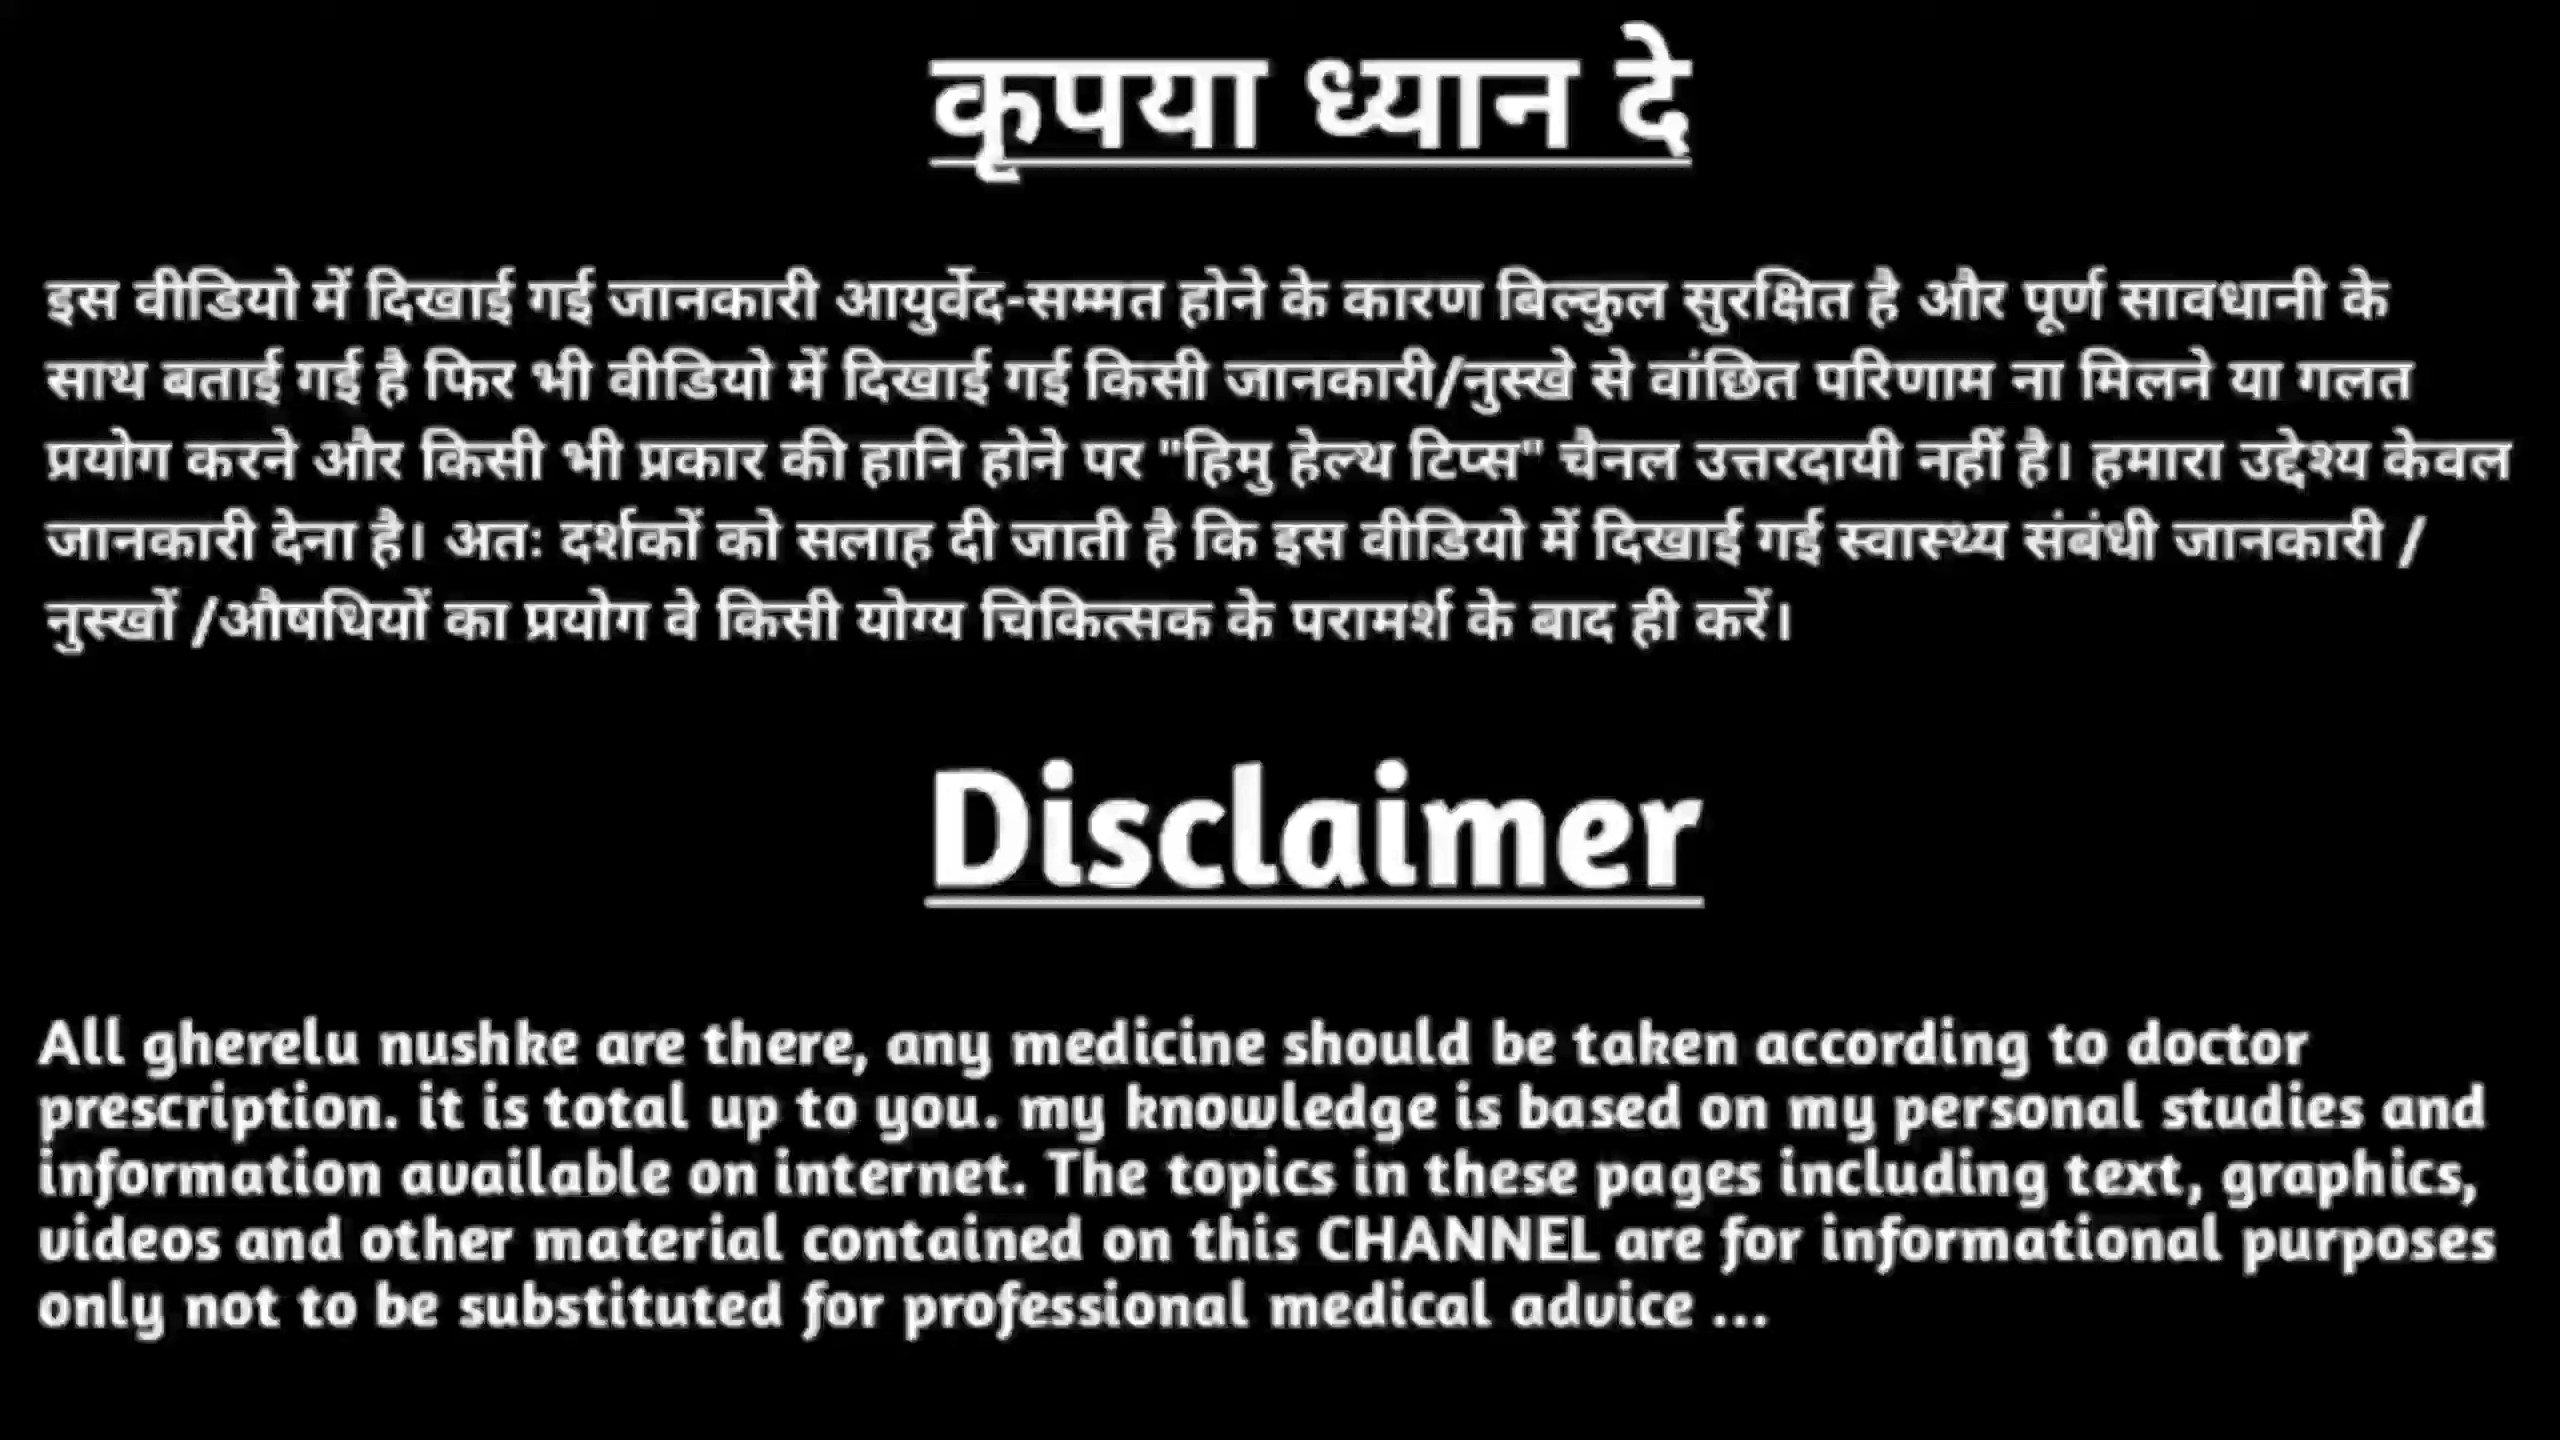 कृपया ध्यान दे
इस वीडियो में दिखाई गई जानकारी आयुर्वेद-सम्मत होने के कारण बिल्कुल सुरक्षित है और पूर्ण सावधानी के
साथ बताई गई है फिर भी वीडियो में दिखाई गई किसी जानकारी/नुस्खे से वांछित परिणाम ना मिलने या गलत
प्रयोग करने और किसी भी प्रकार की हानि होने पर "हिमु हेल्थ टिप्स" चैनल उत्तरदायी नहीं है। हमारा उद्देश्य केवल
जानकारी देना है। अतः दर्शकों को सलाह दी जाती है कि इस वीडियो में दिखाई गई स्वास्थ्य संबंधी जानकारी /
नुस्खों /औषधियों का प्रयोग वे किसी योग्य चिकित्सक के परामर्श के बाद ही करें।
Disclaimer
All gherelu nushke are there, any medicine should be taken according to doctor
prescription. it is total up to you. my knowledge is based on my personal studies and
information available on internet. The topics in these pages including text, graphics,
videos and other material contained on this CHANNEL are for informational purposes
only not to be substituted for professional medical advice ...